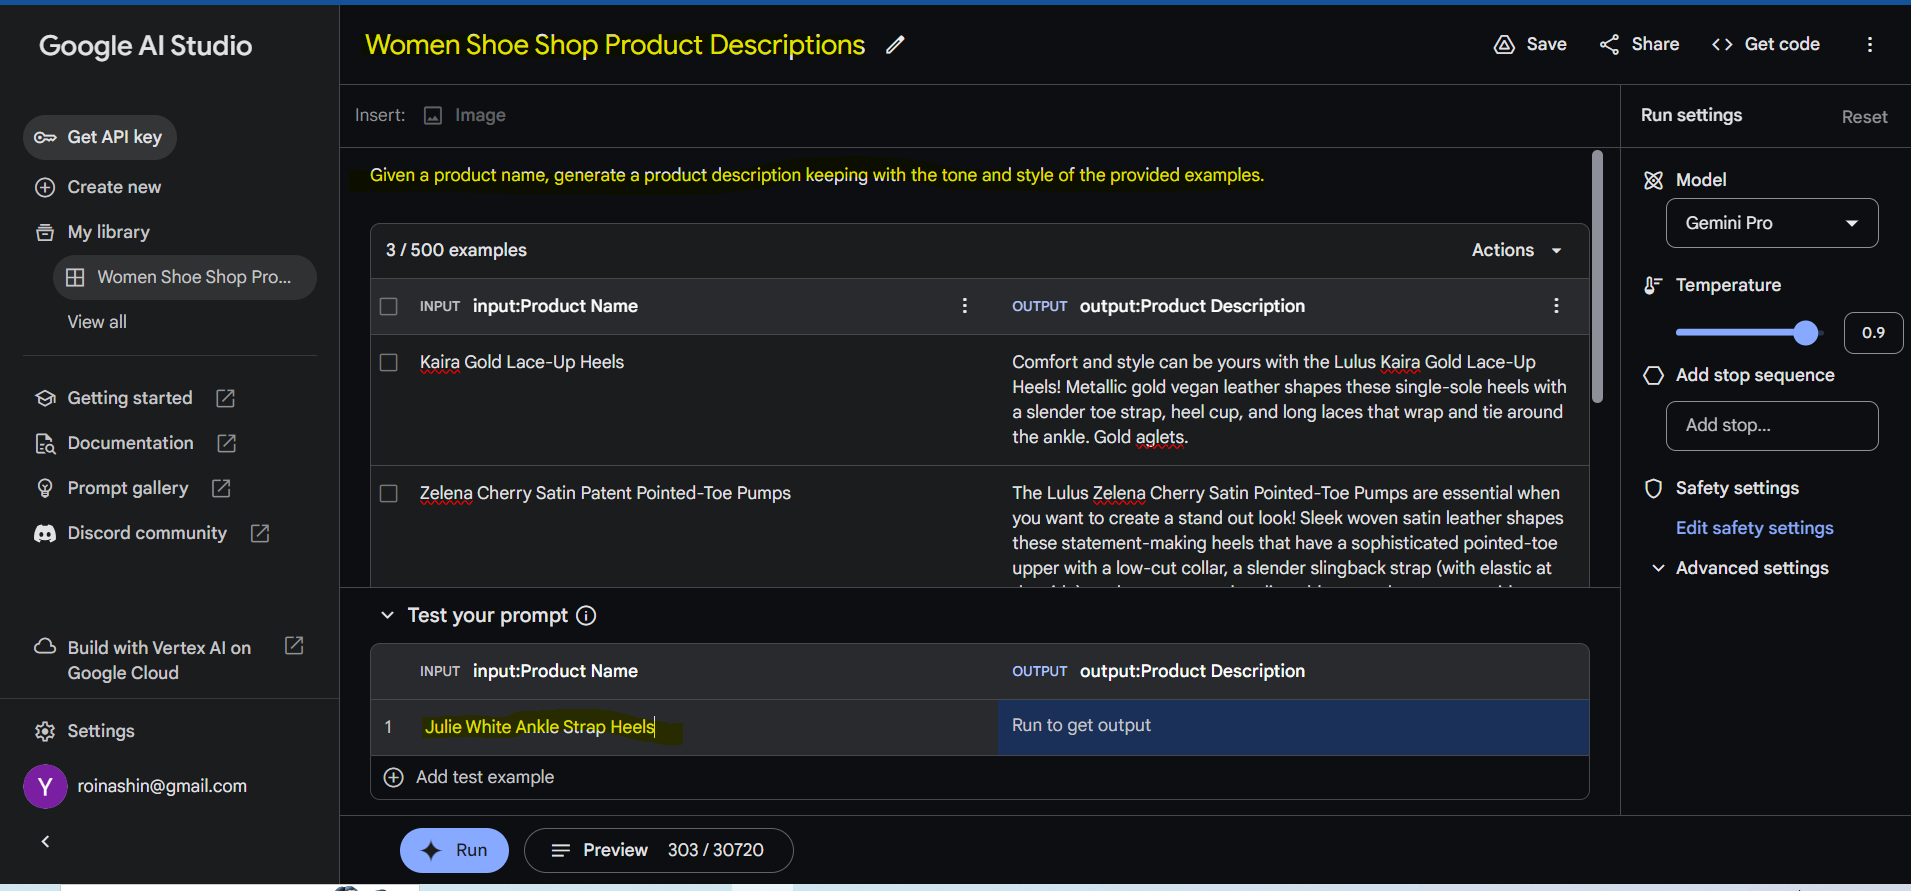 Google AI Studio
Get API key
Create new
My library
Women Shoe Shop Pro...
View all
Getting started
Documentation
Prompt gallery
Discord community
Build with Vertex AI on
Google Cloud
Settings
Y
roinashin@gmail.com
Women Shoe Shop Product Descriptions
Save
Share
Get code
Insert:
Image
Given a product name, generate a product description keeping with the tone and style of the provided examples.
3 / 500 examples
Actions
INPUT input:Product Name
OUTPUT output:Product Description
Kaira Gold Lace-Up Heels
Comfort and style can be yours with the Lulus Kaira Gold Lace-Up
Heels! Metallic gold vegan leather shapes these single-sole heels with
a slender toe strap, heel cup, and long laces that wrap and tie around
the ankle. Gold aglets.
Zelena Cherry Satin Patent Pointed-Toe Pumps
The Lulus Zelena Cherry Satin Pointed-Toe Pumps are essential when
you want to create a stand out look! Sleek woven satin leather shapes
these statement-making heels that have a sophisticated pointed-toe
upper with a low-cut collar, a slender slingback strap (with elastic at
Test your prompt
INPUT input:Product Name
OUTPUT output:Product Description
1
Julie White Ankle Strap Heels
Run to get output
Add test example
Run
Preview 303 / 30720
Run settings
Reset
Model
Gemini Pro
Temperature
0.9
Add stop sequence
Add stop...
Safety settings
Edit safety settings
Advanced settings